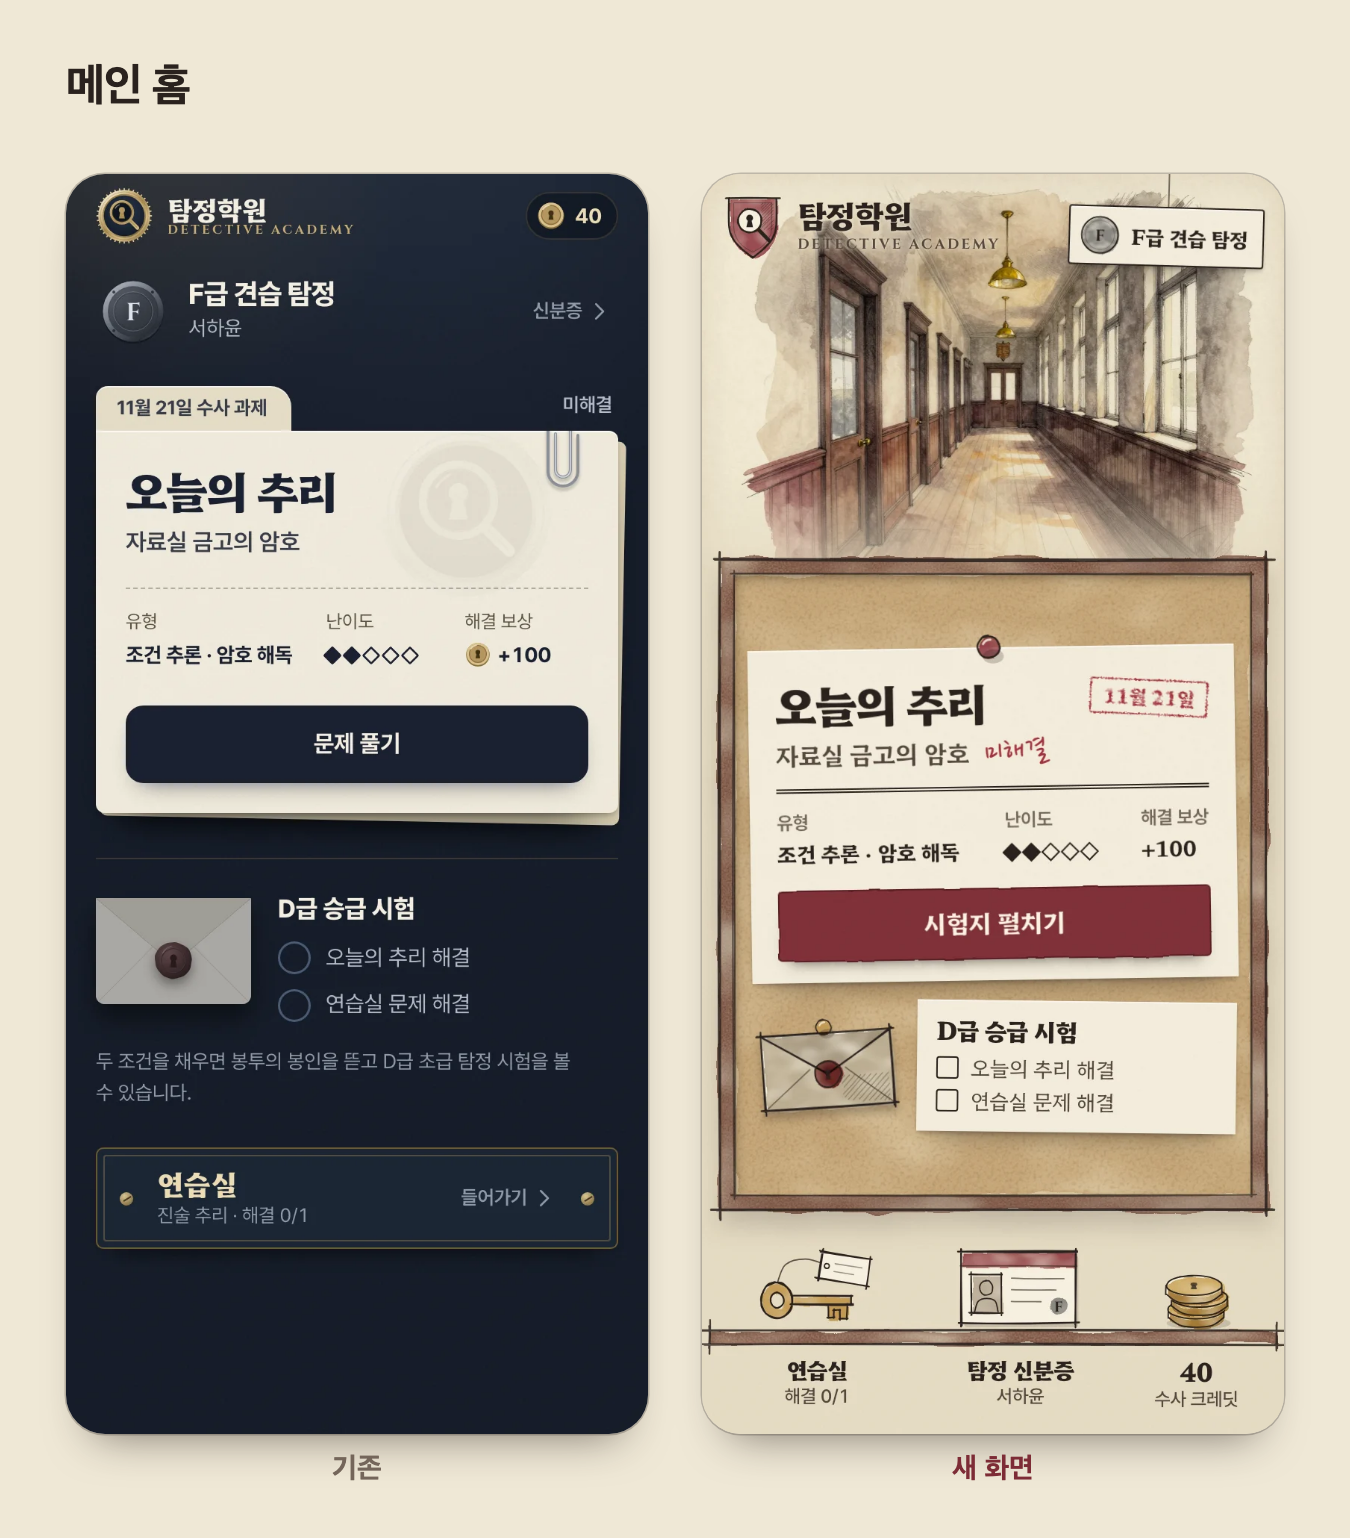 메인 홈
탐정학원
DETECTIVE ACADEMY
40
F
F급 견습 탐정
서하윤
신분증
11월 21일 수사 과제
미해결
오늘의 추리
자료실 금고의 암호
유형
난이도
해결 보상
조건 추론 · 암호 해독
+100
문제 풀기
D급 승급 시험
오늘의 추리 해결
연습실 문제 해결
두 조건을 채우면 봉투의 봉인을 뜯고 D급 초급 탐정 시험을 볼
수 있습니다.
연습실
진술 추리 · 해결 0/1
들어가기
기존
탐정학원
DETECTIVE ACADEMY
F
F급 견습 탐정
오늘의 추리
11월 21일
자료실 금고의 암호
미해결
유형
난이도
해결 보상
조건 추론 · 암호 해독
+100
시험지 펼치기
D급 승급 시험
오늘의 추리 해결
연습실 문제 해결
F
연습실
해결 0/1
탐정 신분증
서하윤
40
수사 크레딧
새 화면